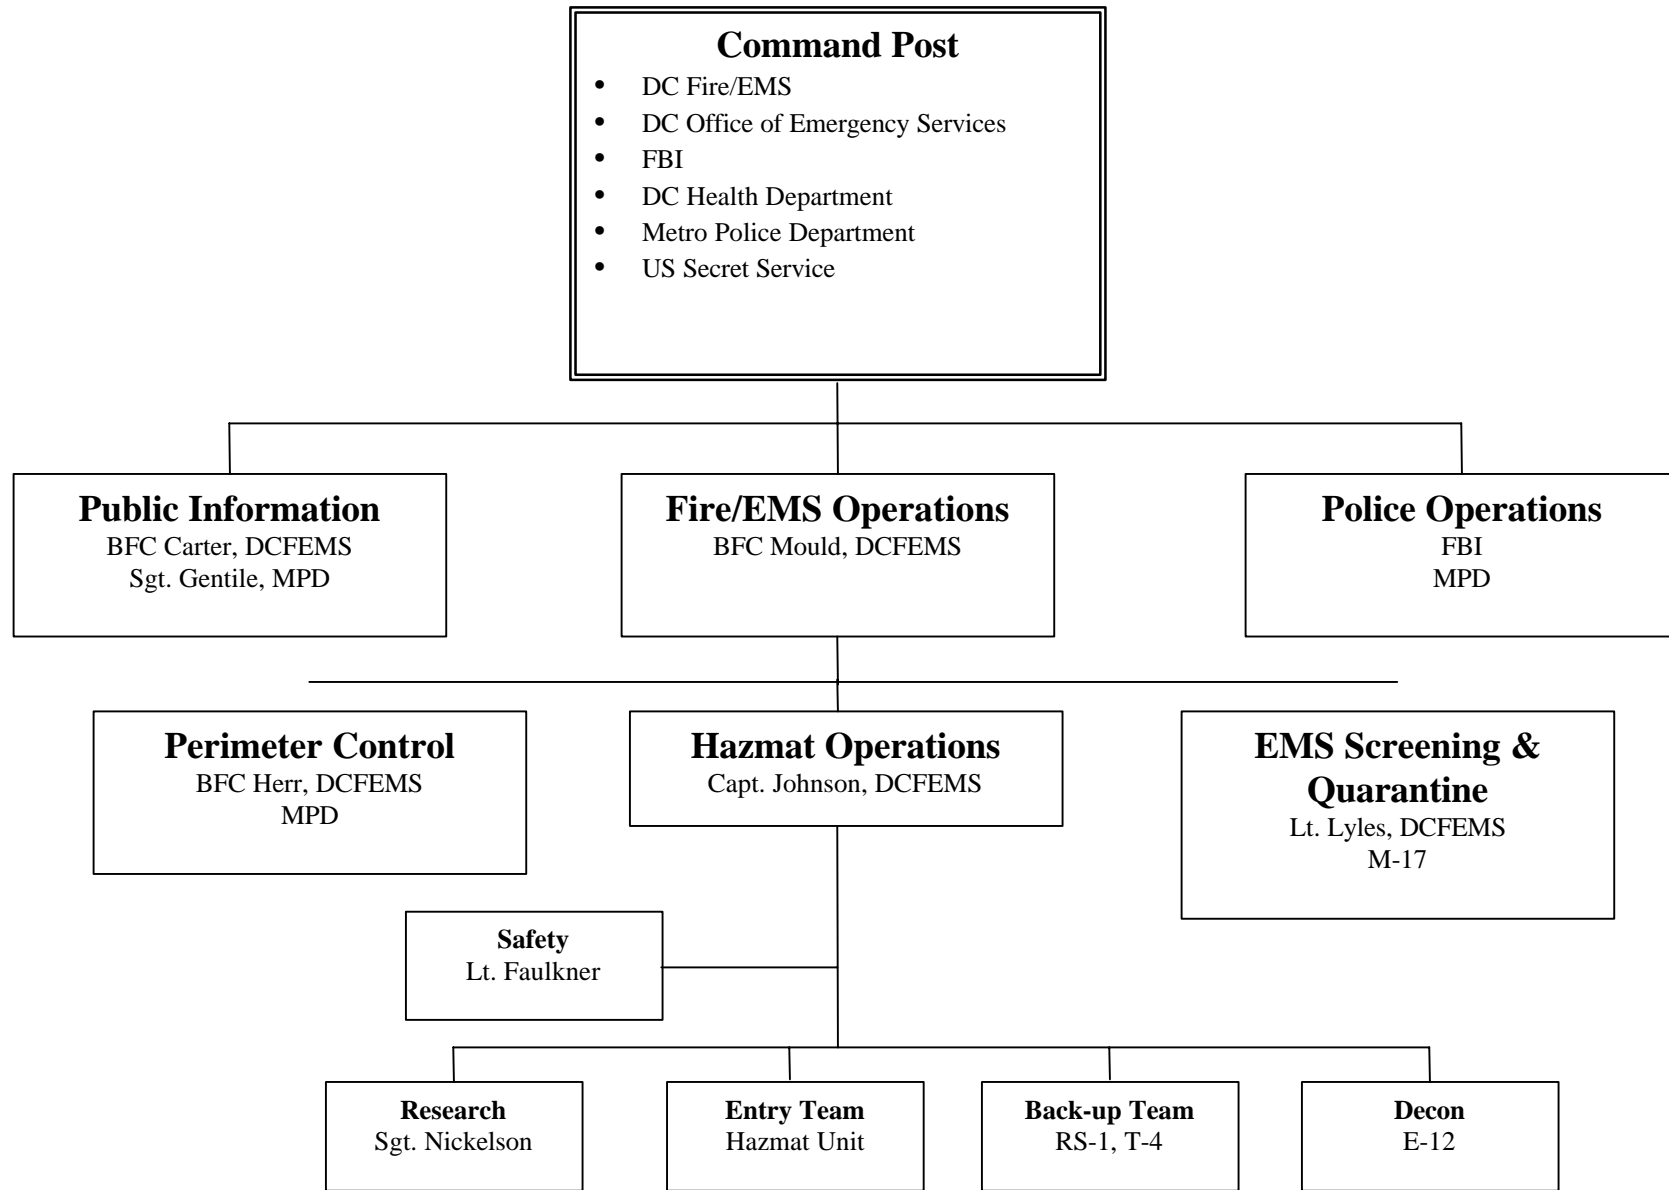 Command Post
• DC Fire/EMS
• DC Office of Emergency Services
• FBI
• DC Health Department
• Metro Police Department
• US Secret Service
Public Information
BFC Carter, DCFEMS
Sgt. Gentile, MPD
Fire/EMS Operations
BFC Mould, DCFEMS
Police Operations
FBI
MPD
Perimeter Control
BFC Herr, DCFEMS
MPD
Hazmat Operations
Capt. Johnson, DCFEMS
EMS Screening &
Quarantine
Lt. Lyles, DCFEMS
M-17
Safety
Lt. Faulkner
Research
Sgt. Nickelson
Entry Team
Hazmat Unit
Back-up Team
RS-1, T-4
Decon
E-12